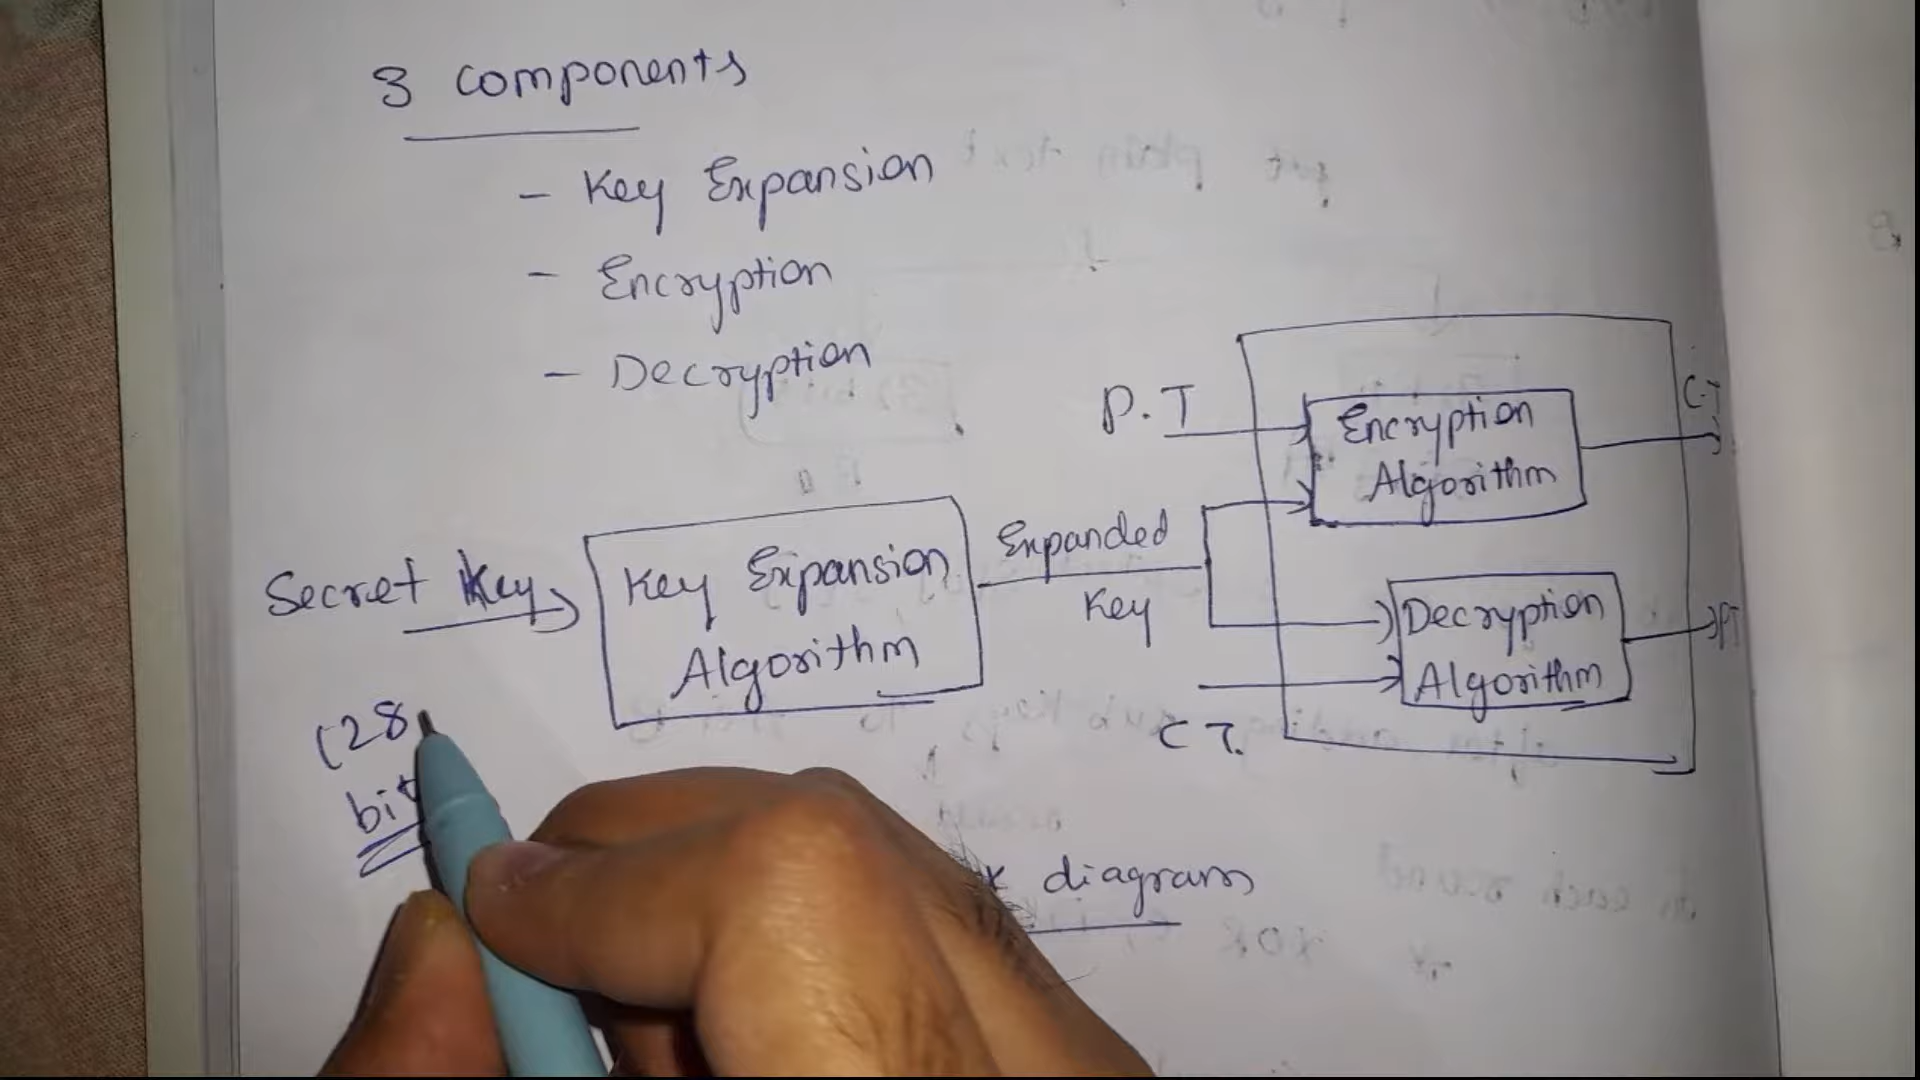 3 components
- Key Expansion
- Encryption
- Decryption
P.T
Encryption
Algorithm
C.T
Secret Key
Key Expansion
Algorithm
Expanded
Key
Decryption
Algorithm
PT
C T.
128
bit
diagram